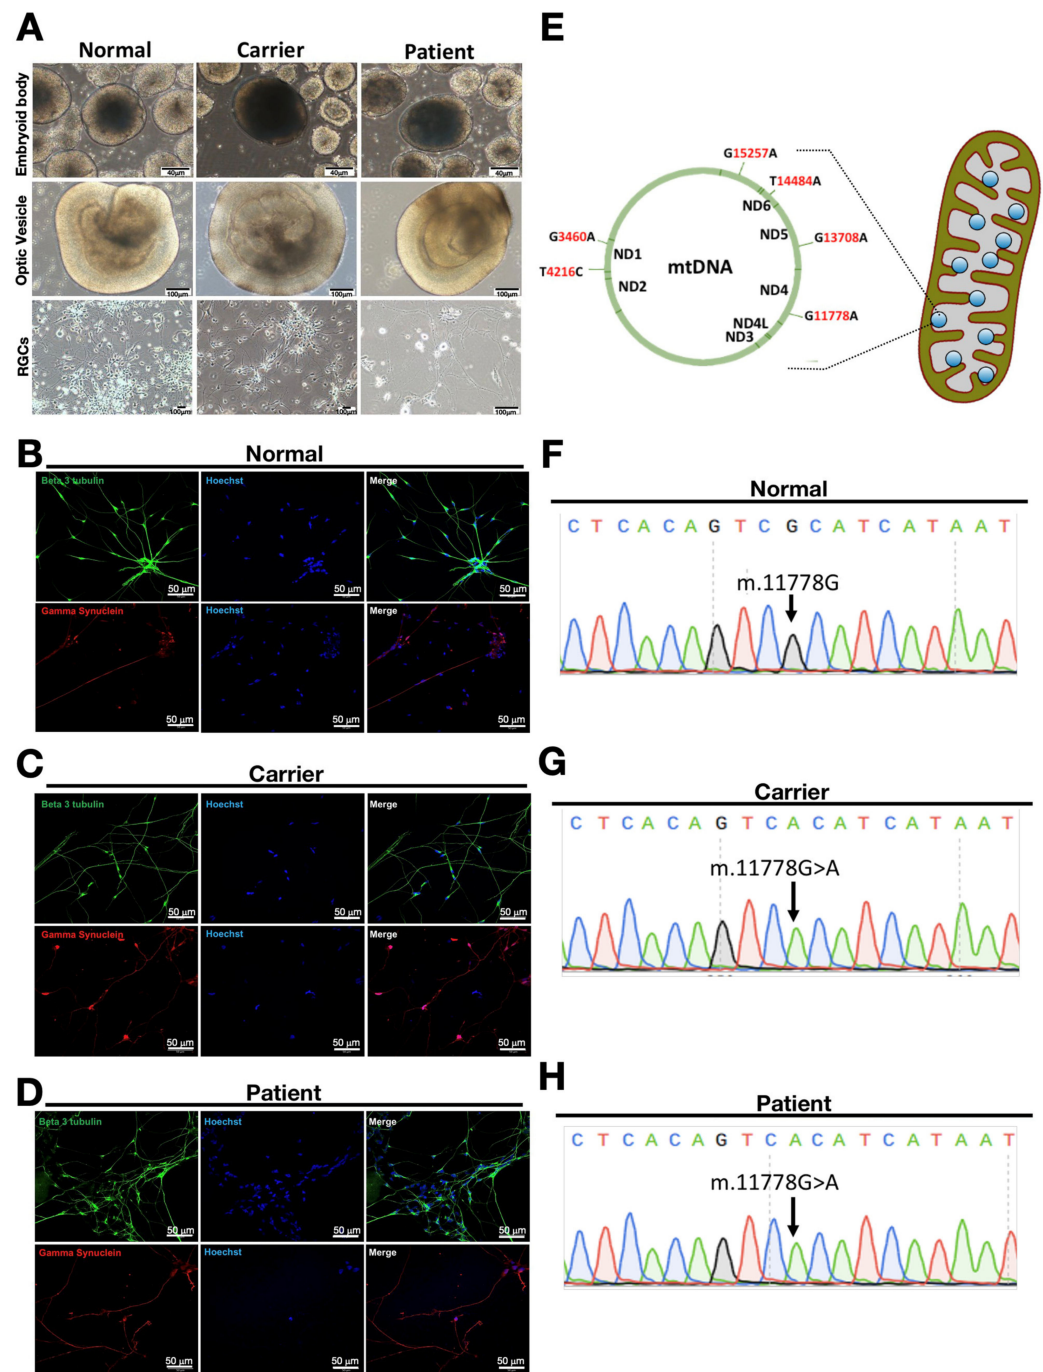 A
Normal Carrier Patient
Embryoid body
40μm 40μm 40μm
Optic Vesicle
100μm 100μm 100μm
RGCs
100μm 100μm 100μm
B
Normal
Beta 3 tubulin Hoechst Merge
50 μm 50 μm 50 μm
Gamma Synuclein Hoechst Merge
50 μm 50 μm 50 μm
C
Carrier
Beta 3 tubulin Hoechst Merge
50 μm 50 μm 50 μm
Gamma Synuclein Hoechst Merge
50 μm 50 μm 50 μm
D
Patient
Beta 3 tubulin Hoechst Merge
50 μm 50 μm 50 μm
Gamma Synuclein Hoechst Merge
50 μm 50 μm 50 μm
E
G15257A
T14484A
ND6
ND5
G13708A
G3460A
ND1
mtDNA
T4216C
ND2
ND4
G11778A
ND4L
ND3
F
Normal
C T C A C A G T C G C A T C A T A A T
m.11778G
G
Carrier
C T C A C A G T C A C A T C A T A A T
m.11778G>A
H
Patient
C T C A C A G T C A C A T C A T A A T
m.11778G>A